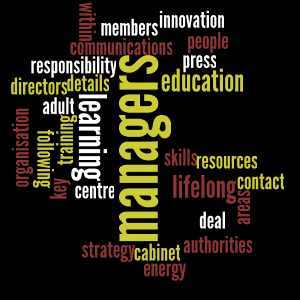 within
members
innovation
communications
people
responsibility
press
directors
details
education
adult
managers
learning
organisation
following
training
key
centre
skills
resources
lifelong
contact
areas
deal
strategy
cabinet
authorities
energy